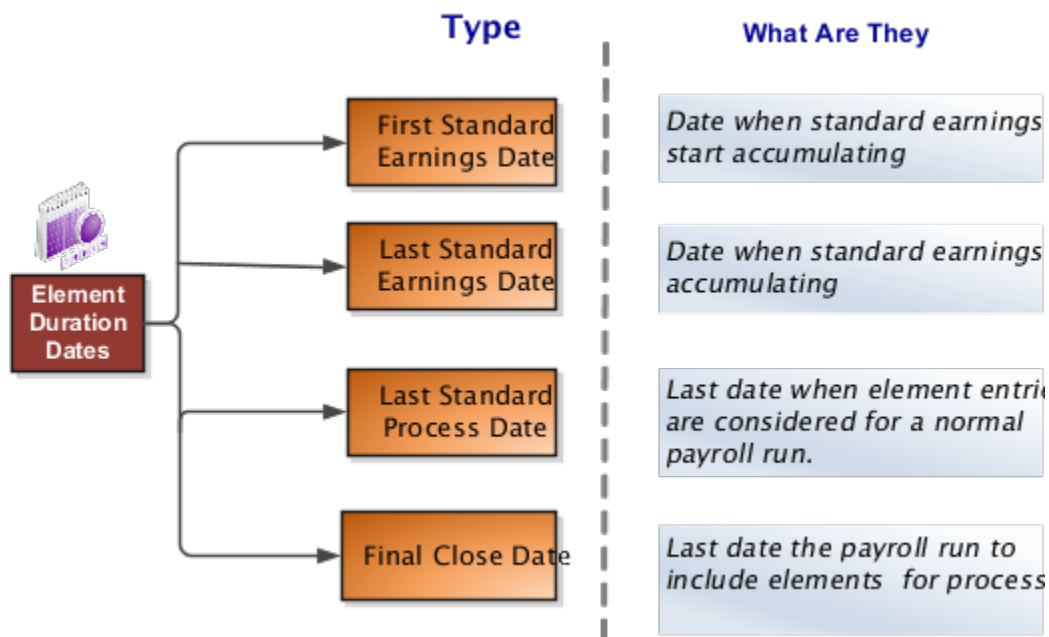 Type
What Are They
Element
Duration
Dates
First Standard
Earnings Date
Date when standard earnings
start accumulating
Last Standard
Earnings Date
Date when standard earnings
accumulating
Last Standard
Process Date
Last date when element
are considered for a normal
payroll run.
Final Close Date
Last date the payroll run to
include elements for process